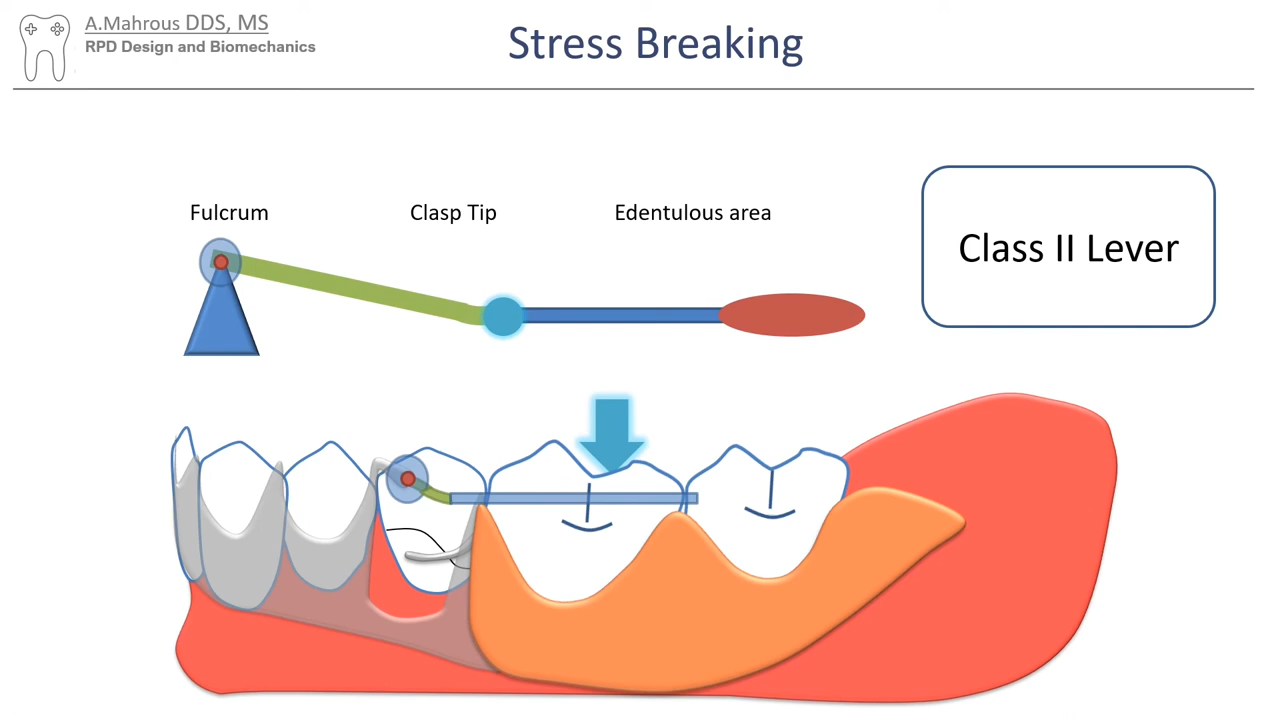 A.Mahrous DDS, MS
RPD Design and Biomechanics
Stress Breaking
Fulcrum
Clasp Tip
Edentulous area
Class II Lever